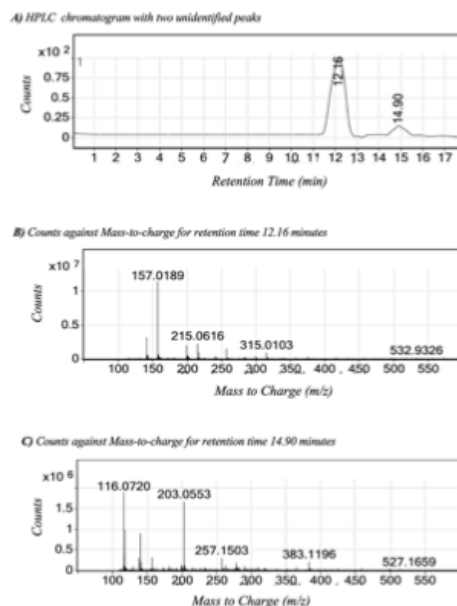 A) HPLC chromatogram with two unidentified peaks
x10 2
1
0.75
0.5
0.25
0
Counts
12.16
14.90
1 2 3 4 5 6 7 8 9 10 11 12 13 14 15 16 17
Retention Time (min)
B) Counts against Mass-to-charge for retention time 12.16 minutes
x10 7
1
0.5
0
Counts
157.0189
215.0616
315.0103
532.9326
100 150 200 250 300 350 400 450 500 550
Mass to Charge (m/z)
C) Counts against Mass-to-charge for retention time 14.90 minutes
x10 6
1.5
1
0.5
0
Counts
116.0720
203.0553
257.1503
383.1196
527.1659
100 150 200 250 300 350 400 450 500 550
Mass to Charge (m/z)